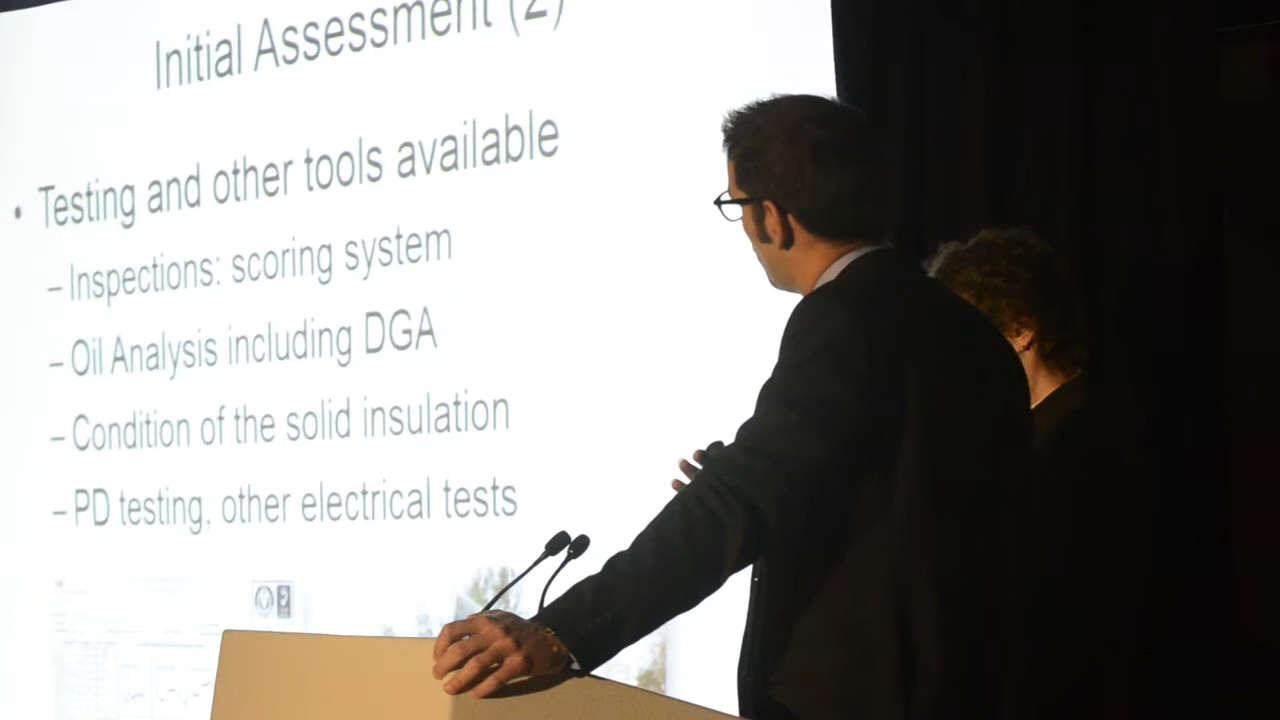 Initial Assessment (2)
• Testing and other tools available
– Inspections: scoring system
– Oil Analysis including DGA
– Condition of the solid insulation
– PD testing, other electrical tests